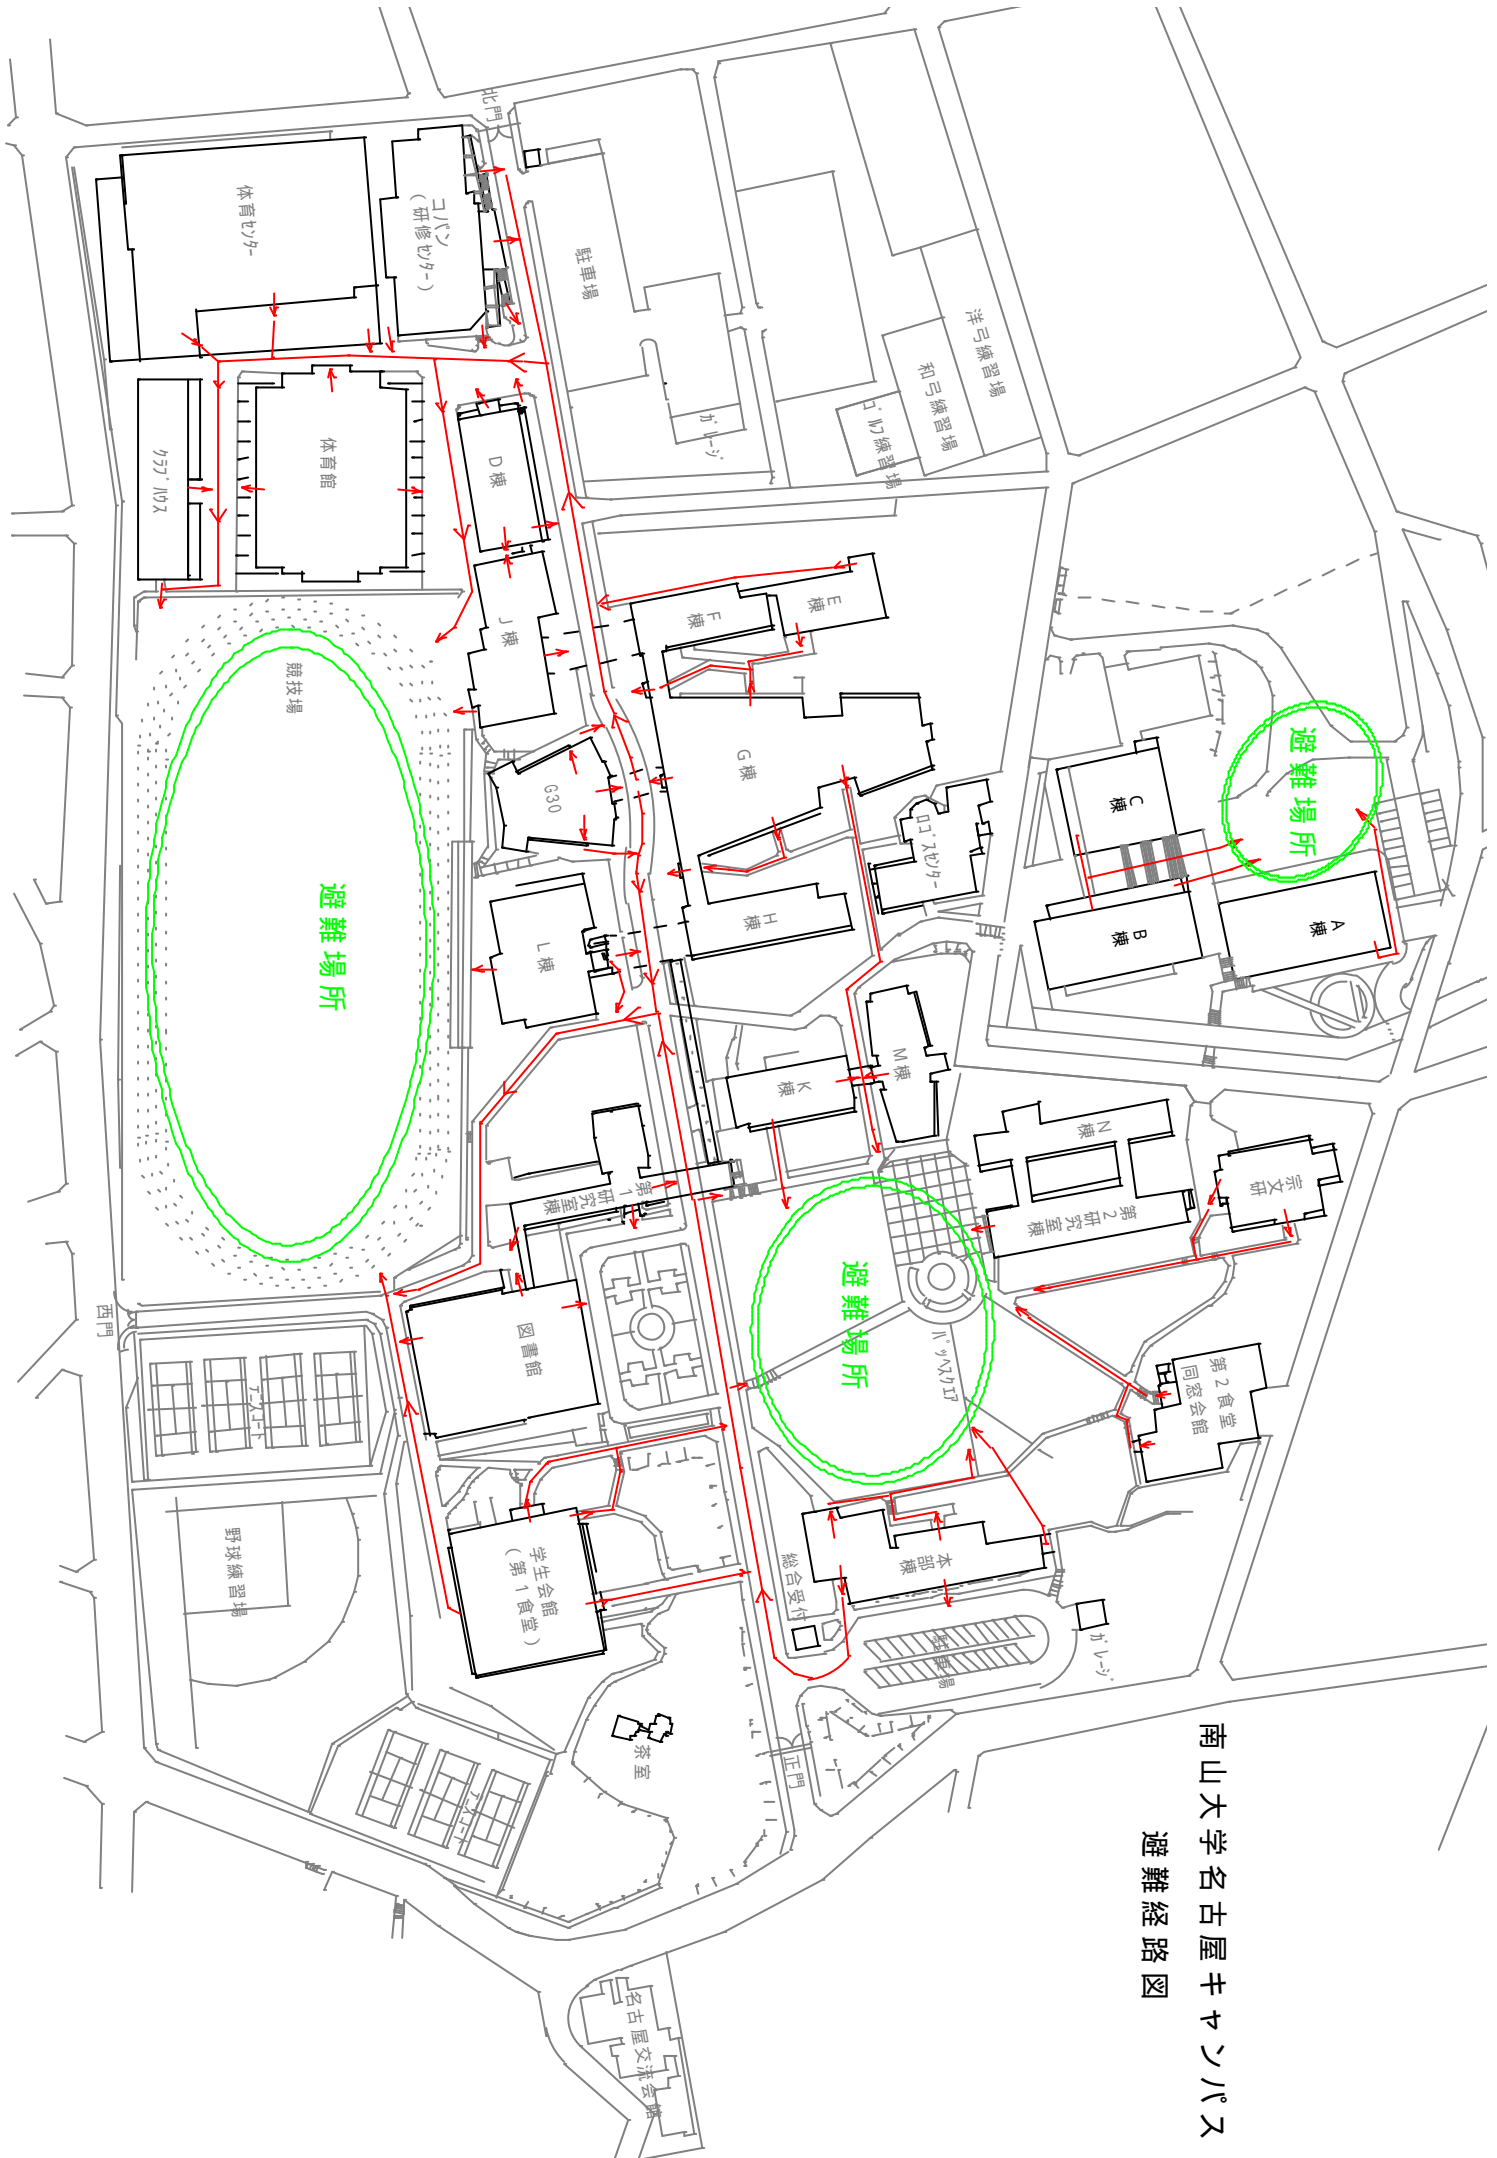 南山大学名古屋キャンパス
避難経路図
北門
体育ｾﾝﾀｰ
コパン
（研修ｾﾝﾀｰ）
駐車場
洋弓練習場
和弓練習場
ｺﾞﾙﾌ練習場
ｶﾞﾚｰｼﾞ
ｸﾗﾌﾞﾊｳｽ
体育館
D棟
J棟
F棟
E棟
G棟
G30
ﾛｺﾞｽｾﾝﾀｰ
H棟
L棟
C棟
B棟
A棟
避難場所
競技場
避難場所
M棟
K棟
N棟
宗文研
第1研究室棟
第2研究室棟
避難場所
ﾊﾟｯﾍｽｸｴｱ
図書館
西門
ﾃﾆｽｺｰﾄ
第2食堂
同窓会館
野球練習場
学生会館
（第1食堂）
本部棟
総合受付
駐車場
ｶﾞﾚｰｼﾞ
茶室
正門
ﾃﾆｽｺｰﾄ
名古屋交流会館